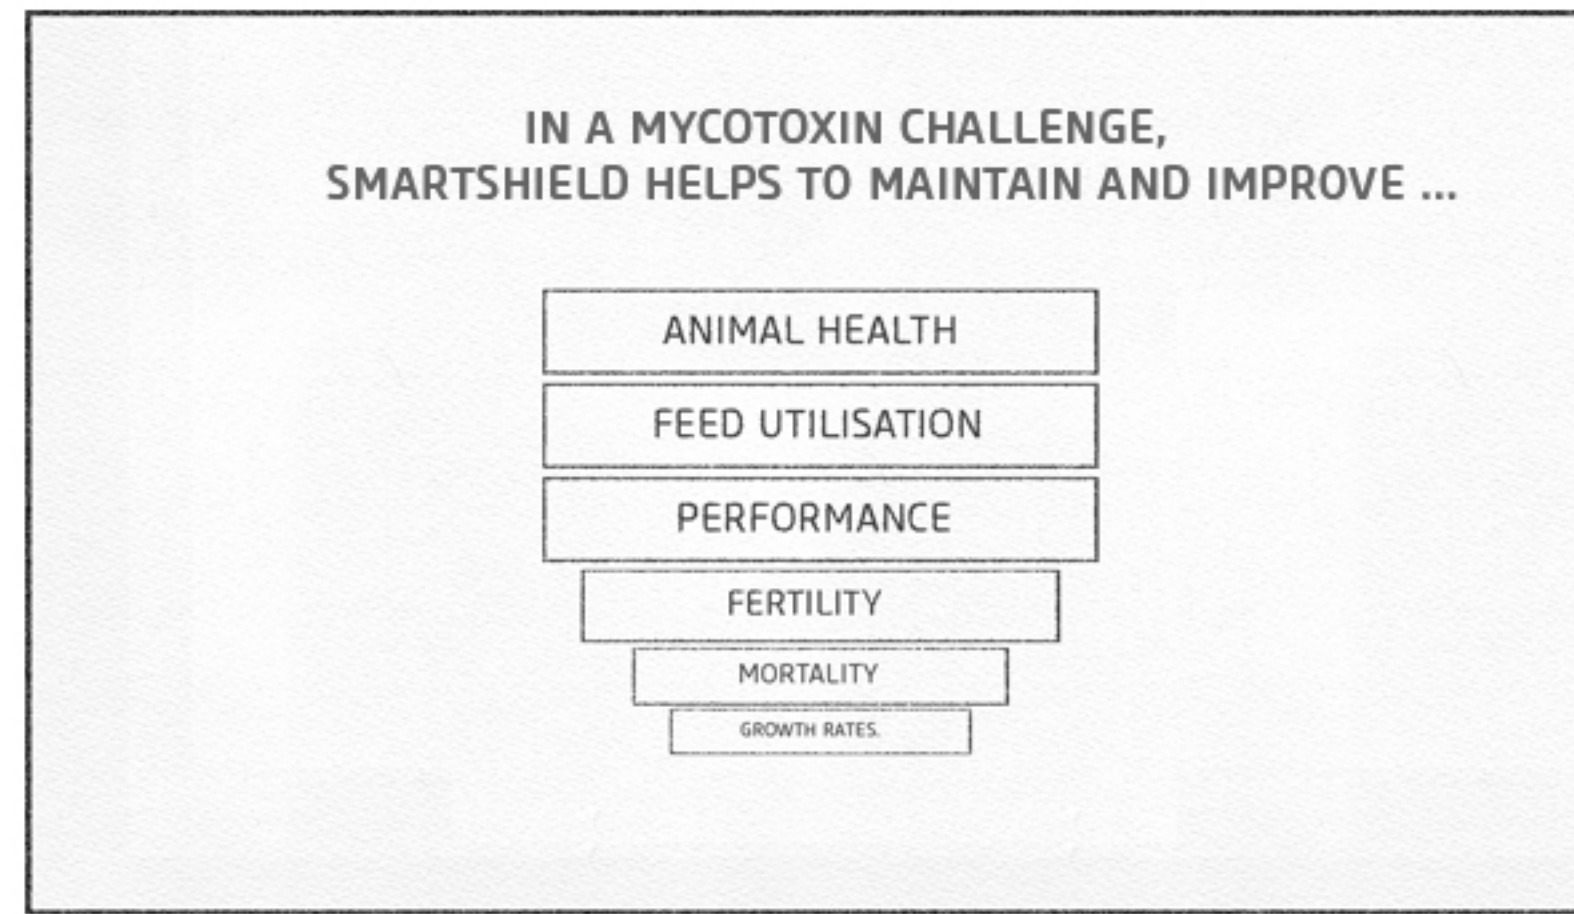 IN A MYCOTOXIN CHALLENGE,
SMARTSHIELD HELPS TO MAINTAIN AND IMPROVE ...
ANIMAL HEALTH
FEED UTILISATION
PERFORMANCE
FERTILITY
MORTALITY
GROWTH RATES.